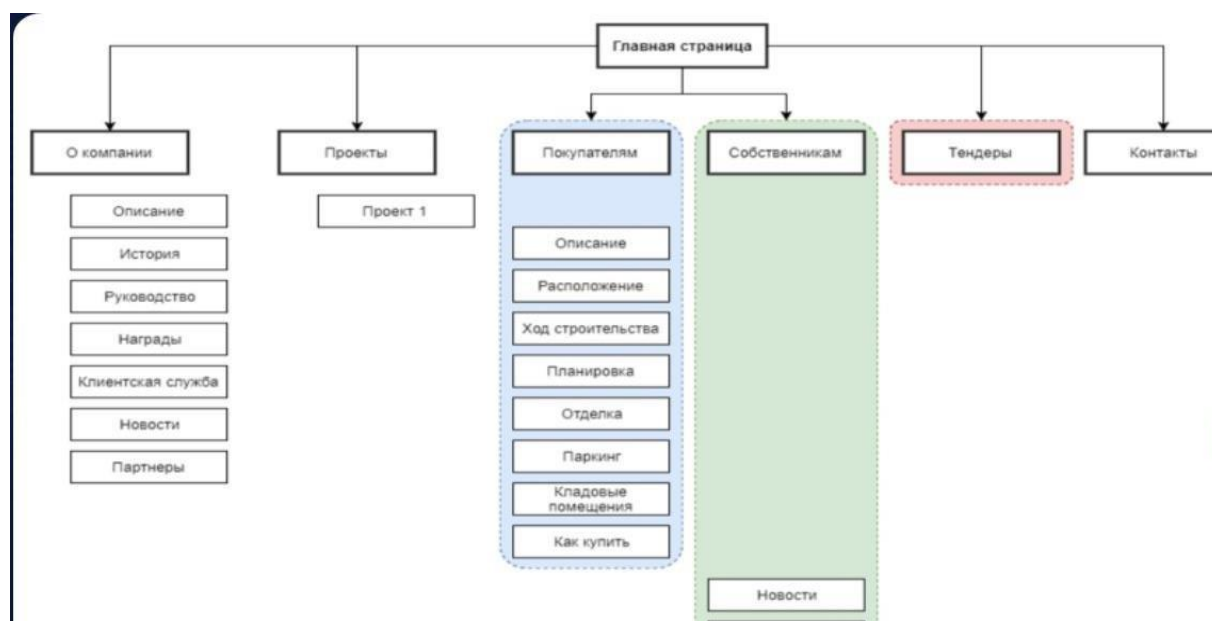 Главная страница
О компании
Проекты
Покупателям
Собственникам
Тендеры
Контакты
Описание
История
Руководство
Награды
Клиентская служба
Новости
Партнеры
Проект 1
Описание
Расположение
Ход строительства
Планировка
Отделка
Паркинг
Кладовые
помещения
Как купить
Новости